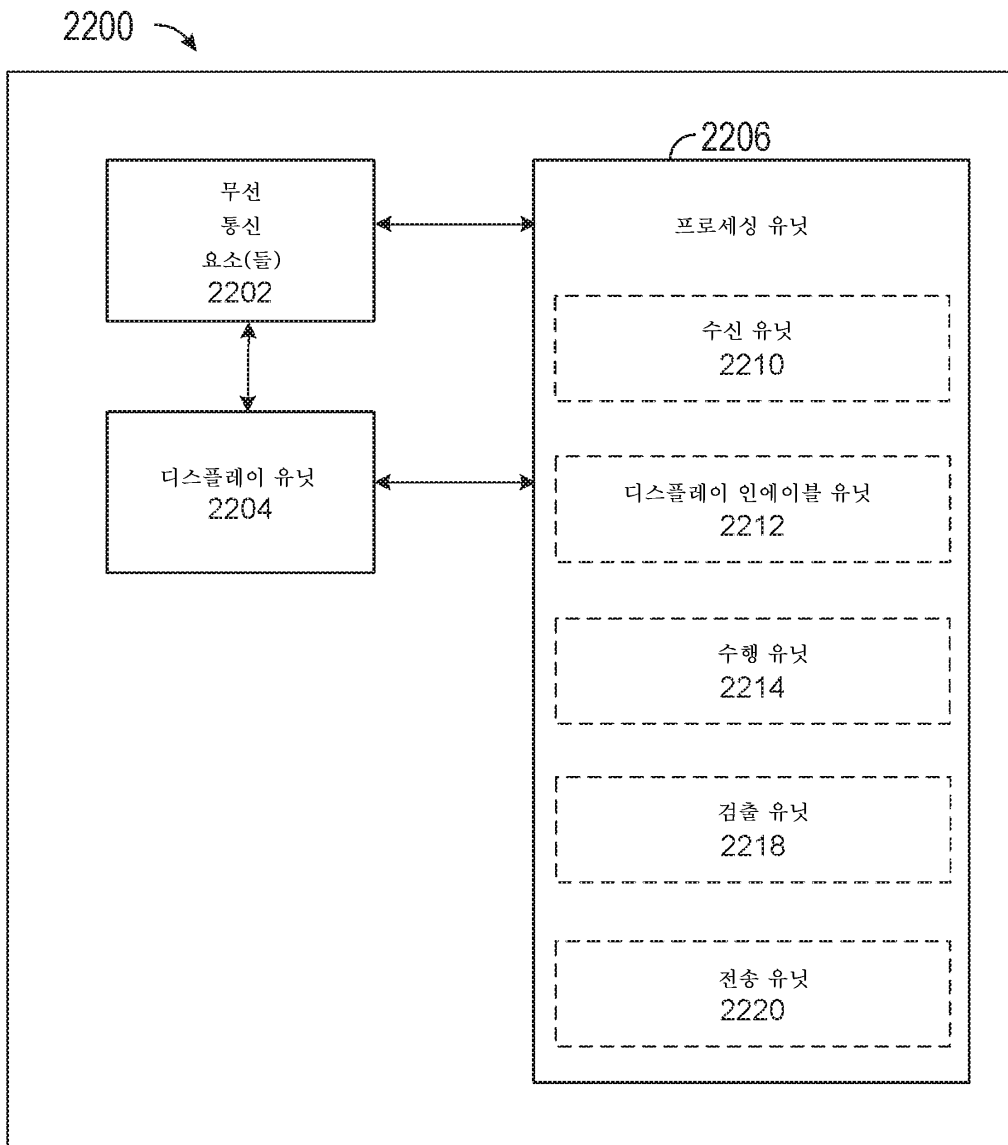 2200
2206
무선
통신
요소(들)
2202
디스플레이 유닛
2204
프로세싱 유닛
수신 유닛
2210
디스플레이 인에이블 유닛
2212
수행 유닛
2214
검출 유닛
2218
전송 유닛
2220